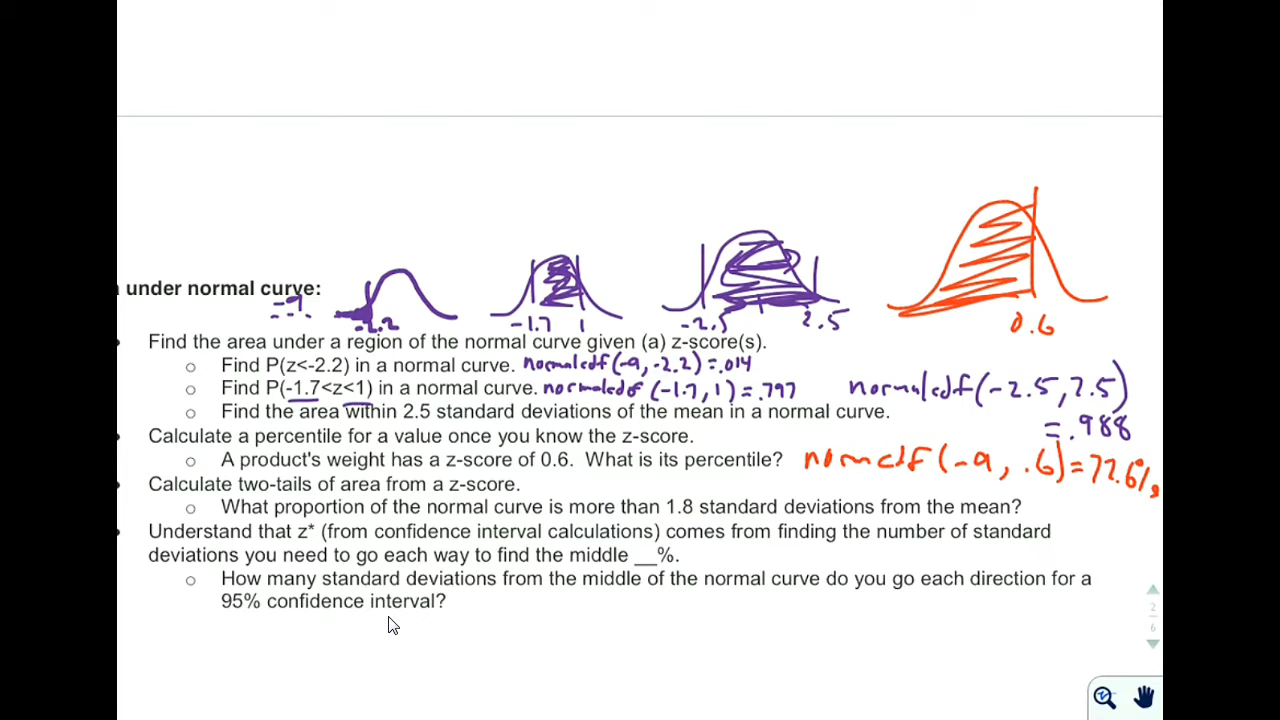 under normal curve:
-9
-2.2
-1.7 1
-2.5 2.5
0.6
Find the area under a region of the normal curve given (a) z-score(s).
Find P(z<-2.2) in a normal curve. normalcdf(-9, -2.2) = .014
Find P(-1.7<z<1) in a normal curve. normalcdf (-1.7, 1) = .797
normalcdf(-2.5, 2.5)
Find the area within 2.5 standard deviations of the mean in a normal curve.
= .988
Calculate a percentile for a value once you know the z-score.
A product's weight has a z-score of 0.6. What is its percentile? normcdf(-9, .6) = 72.6%
Calculate two-tails of area from a z-score.
What proportion of the normal curve is more than 1.8 standard deviations from the mean?
Understand that z* (from confidence interval calculations) comes from finding the number of standard
deviations you need to go each way to find the middle __%.
How many standard deviations from the middle of the normal curve do you go each direction for a
95% confidence interval?
2
6